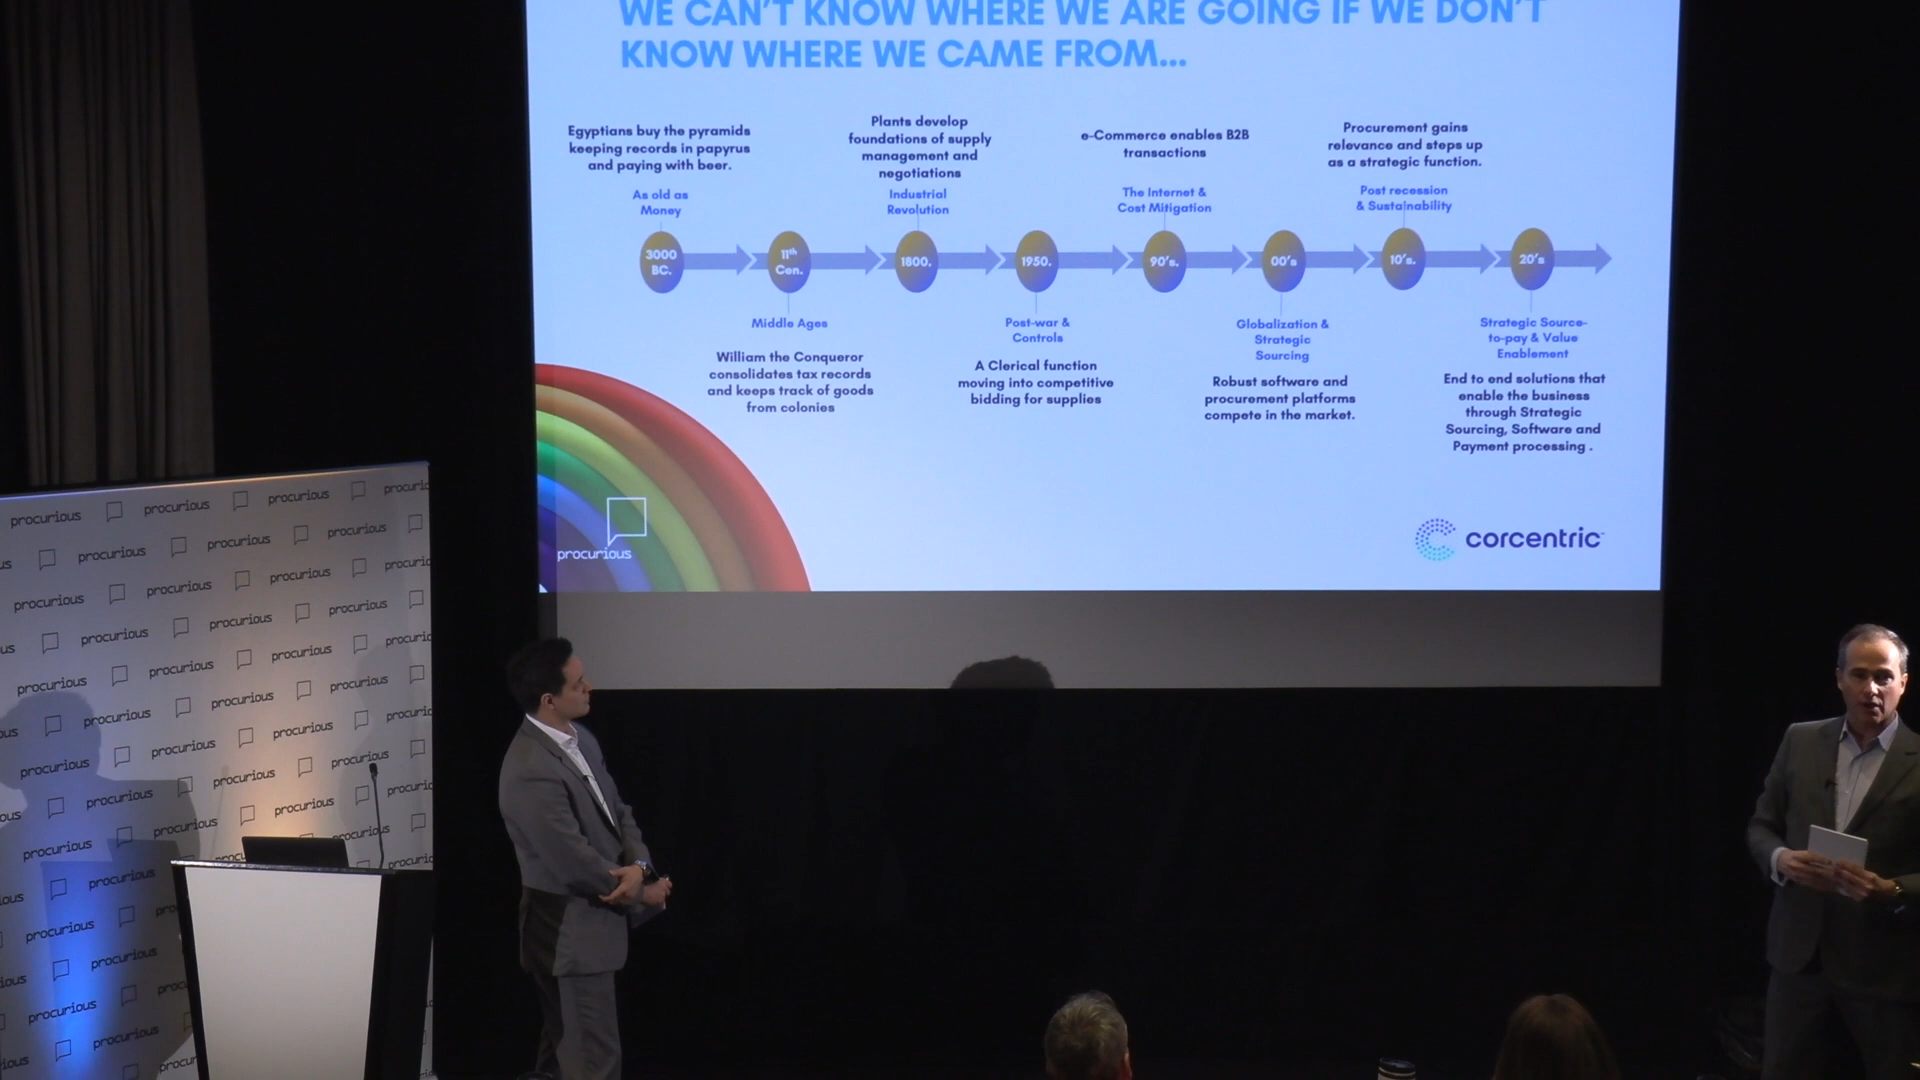 WE CAN'T KNOW WHERE WE ARE GOING IF WE DON'T
KNOW WHERE WE CAME FROM...
Egyptians buy the pyramids
keeping records in papyrus
and paying with beer.
As old as
Money
3000
BC.
11th
Cen.
Middle Ages
William the Conqueror
consolidates tax records
and keeps track of goods
from colonies
Plants develop
foundations of supply
management and
negotiations
Industrial
Revolution
1800.
1950.
Post-war &
Controls
A Clerical function
moving into competitive
bidding for supplies
e-Commerce enables B2B
transactions
The Internet &
Cost Mitigation
90's.
00's
Globalization &
Strategic
Sourcing
Robust software and
procurement platforms
compete in the market.
Procurement gains
relevance and steps up
as a strategic function.
Post recession
& Sustainability
10's.
20's
Strategic Source-
to-pay & Value
Enablement
End to end solutions that
enable the business
through Strategic
Sourcing, Software and
Payment processing .
procurious
corcentric
procurious procurious procurious procurious
procurious procurious procurious
procurious procurious procurious
procurious procurious procurious
procurious procurious procurious
procurious procurious procurious
procurious procurious
procurious procurious
procurious procurious
procurious
procurious
procurious
procurious
procurious
procurious